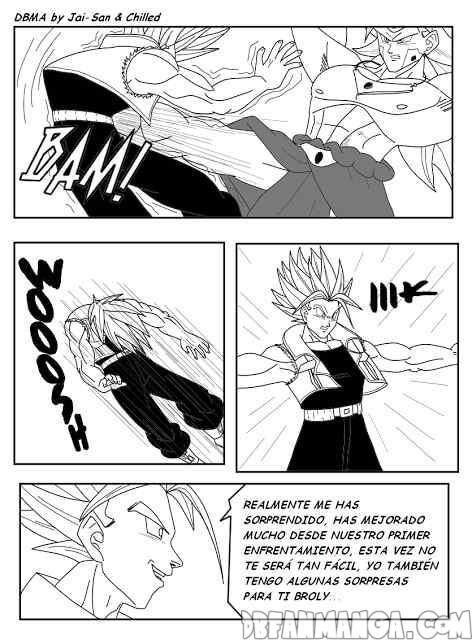 DBMA by Jai-San & Chilled
BAM!
WOOOSH
IIIK
REALMENTE ME HAS
SORPRENDIDO, HAS MEJORADO
MUCHO DESDE NUESTRO PRIMER
ENFRENTAMIENTO, ESTA VEZ NO
TE SERÁ TAN FÁCIL, YO TAMBIÉN
TENGO ALGUNAS SORPRESAS
PARA TI BROLY...
DBFANMANGA.COM